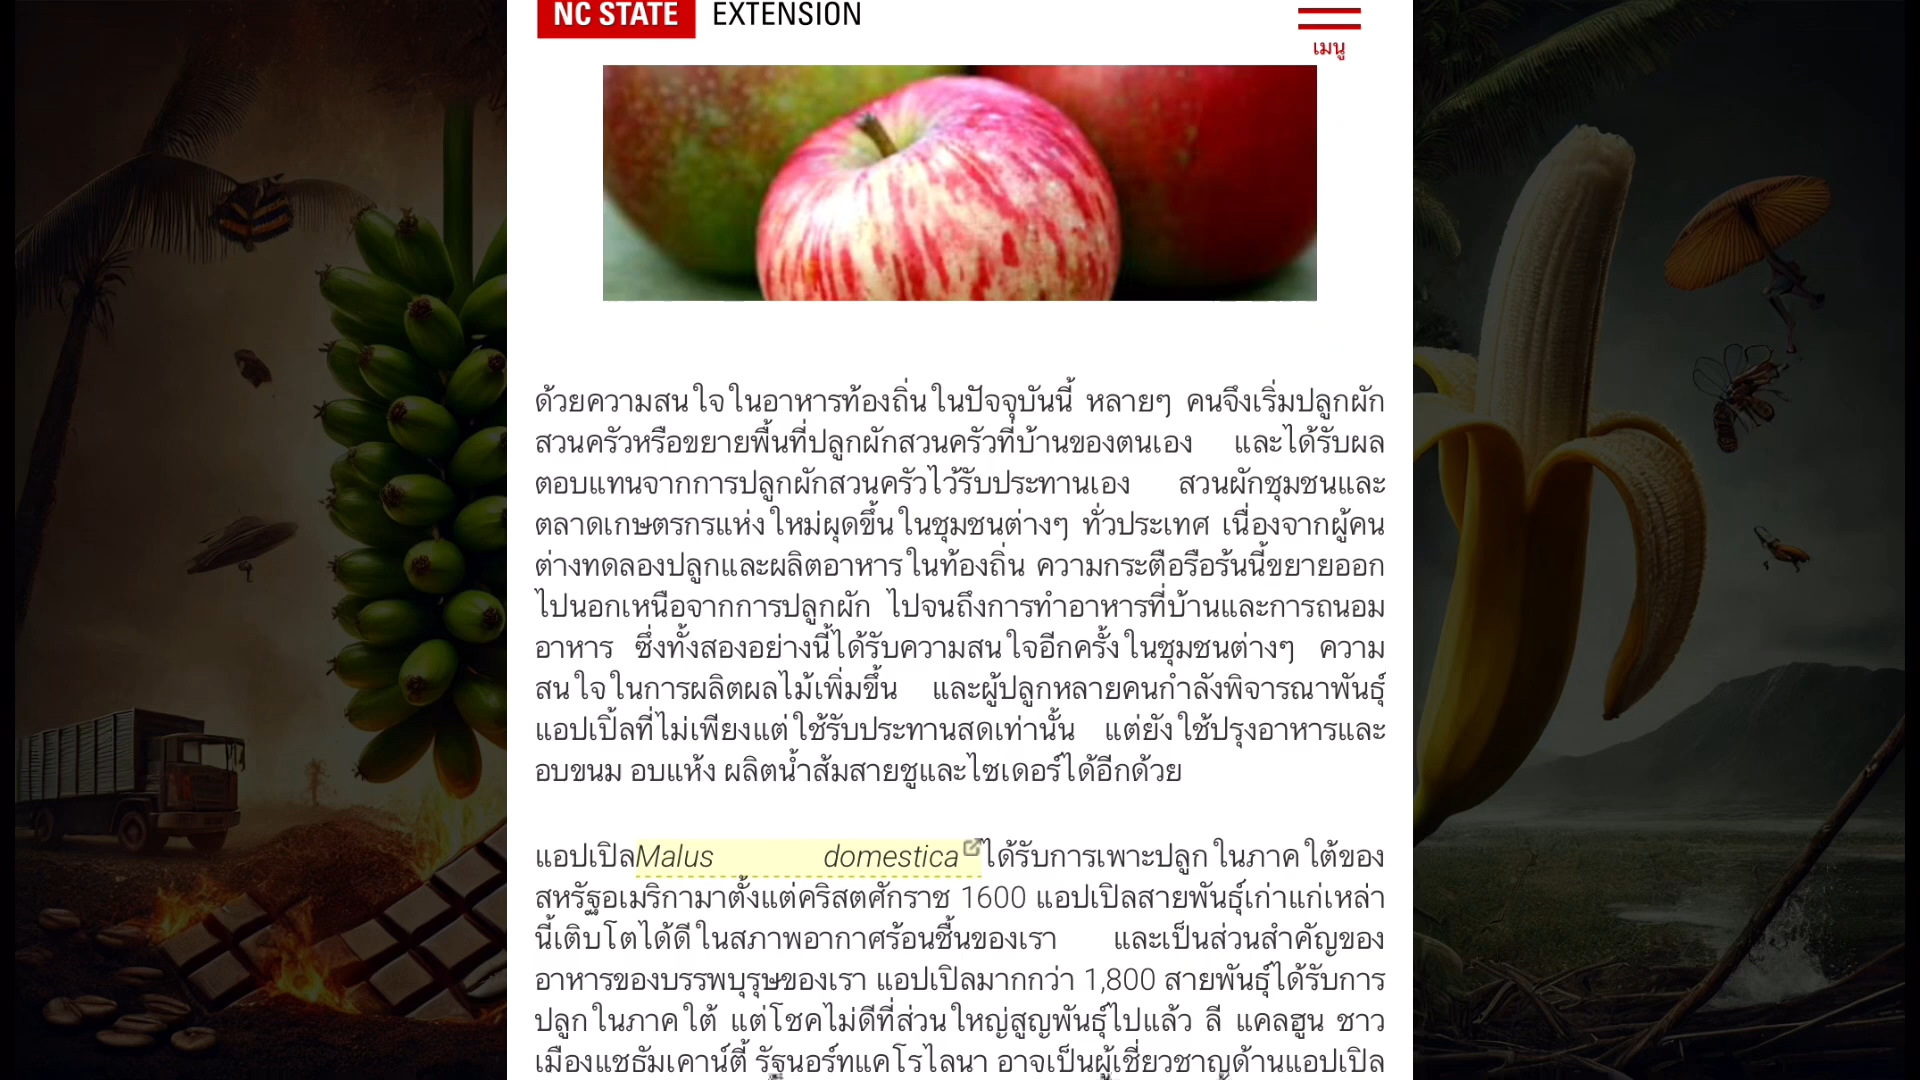 NC STATE EXTENSION
เมนู
ด้วยความสนใจในอาหารท้องถิ่นในปัจจุบันนี้ หลายๆ คนจึงเริ่มปลูกผัก
สวนครัวหรือขยายพื้นที่ปลูกผักสวนครัวที่บ้านของตนเอง และได้รับผล
ตอบแทนจากการปลูกผักสวนครัวไว้รับประทานเอง สวนผักชุมชนและ
ตลาดเกษตรกรแห่งใหม่ผุดขึ้นในชุมชนต่างๆ ทั่วประเทศ เนื่องจากผู้คน
ต่างทดลองปลูกและผลิตอาหารในท้องถิ่น ความกระตือรือร้นนี้ขยายออก
ไปนอกเหนือจากการปลูกผัก ไปจนถึงการทำอาหารที่บ้านและการถนอม
อาหาร ซึ่งทั้งสองอย่างนี้ได้รับความสนใจอีกครั้งในชุมชนต่างๆ ความ
สนใจในการผลิตผลไม้เพิ่มขึ้น และผู้ปลูกหลายคนกำลังพิจารณาพันธุ์
แอปเปิ้ลที่ไม่เพียงแต่ใช้รับประทานสดเท่านั้น แต่ยังใช้ปรุงอาหารและ
อบขนม อบแห้ง ผลิตน้ำส้มสายชูและไซเดอร์ได้อีกด้วย
แอปเปิลMalus domesticaได้รับการเพาะปลูกในภาคใต้ของ
สหรัฐอเมริกามาตั้งแต่คริสตศักราช 1600 แอปเปิลสายพันธุ์เก่าแก่เหล่า
นี้เติบโตได้ดีในสภาพอากาศร้อนชื้นของเรา และเป็นส่วนสำคัญของ
อาหารของบรรพบุรุษของเรา แอปเปิลมากกว่า 1,800 สายพันธุ์ได้รับการ
ปลูกในภาคใต้ แต่โชคไม่ดีที่ส่วนใหญ่สูญพันธุ์ไปแล้ว ลี แคลฮูน ชาว
เมืองแชธัมเคาน์ตี้ รัฐนอร์ทแคโรไลนา อาจเป็นผู้เชี่ยวชาญด้านแอปเปิล